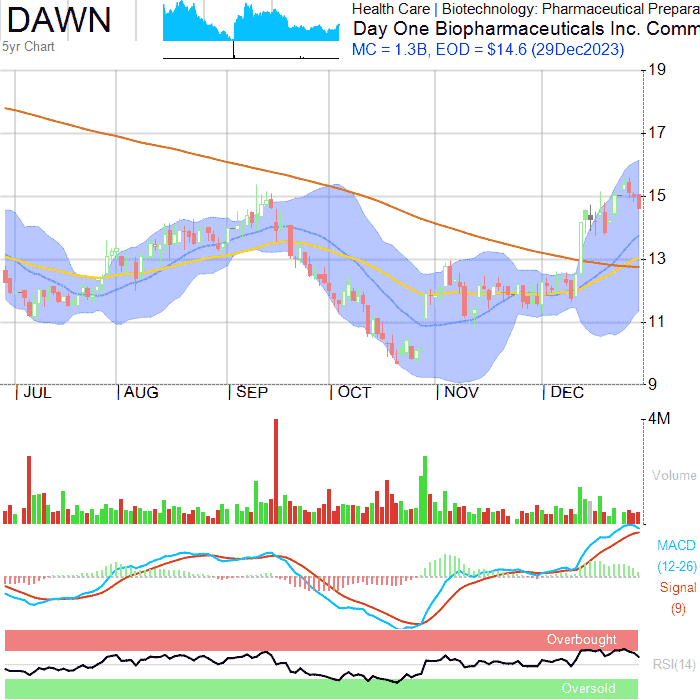 DAWN
5yr Chart
Health Care | Biotechnology: Pharmaceutical Prepara
Day One Biopharmaceuticals Inc. Comm
MC = 1.3B, EOD = $14.6 (29Dec2023)
19
17
15
13
11
9
JUL AUG SEP OCT NOV DEC
4M
Volume
MACD
(12-26)
Signal
(9)
Overbought
RSI(14)
Oversold